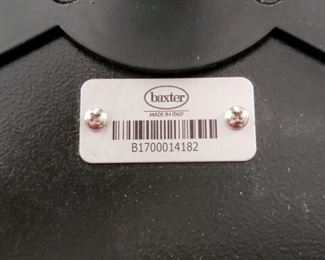 baxter
MADE IN ITALY
B1700014182